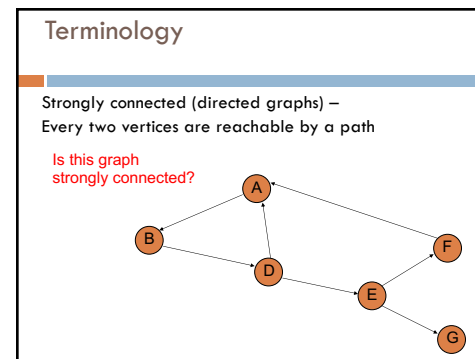 Terminology
Strongly connected (directed graphs) –
Every two vertices are reachable by a path
Is this graph
strongly connected?
A
B
F
D
E
G